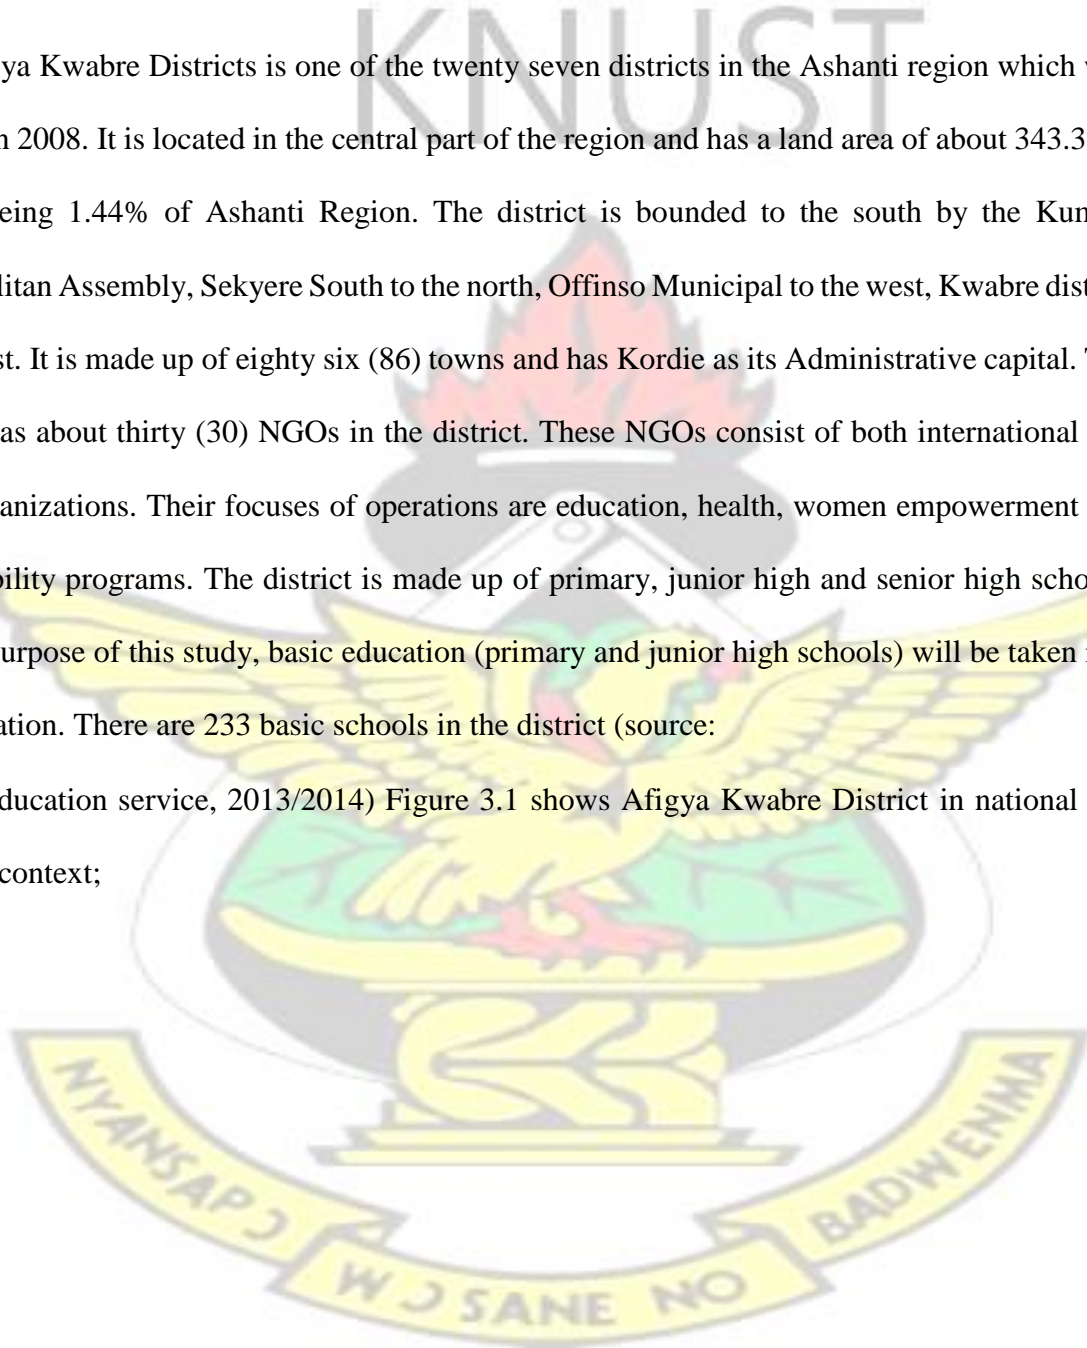 KNUST
ya Kwabre Districts is one of the twenty seven districts in the Ashanti region which
n 2008. It is located in the central part of the region and has a land area of about 343.3
eing 1.44% of Ashanti Region. The district is bounded to the south by the Kum
litan Assembly, Sekyere South to the north, Offinso Municipal to the west, Kwabre dist
st. It is made up of eighty six (86) towns and has Kordie as its Administrative capital. T
as about thirty (30) NGOs in the district. These NGOs consist of both international
anizations. Their focuses of operations are education, health, women empowerment
bility programs. The district is made up of primary, junior high and senior high scho
urpose of this study, basic education (primary and junior high schools) will be taken
ation. There are 233 basic schools in the district (source:
ducation service, 2013/2014) Figure 3.1 shows Afigya Kwabre District in national
context;
NYANSAPƆ
WƆ SANE NO
BADWENMA